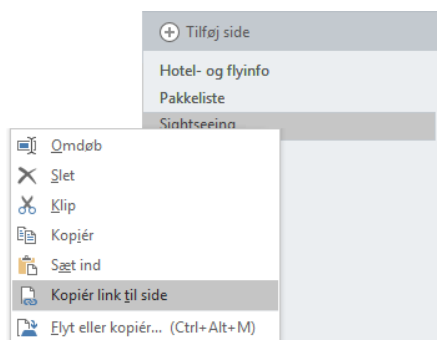 Tilføj side
Hotel- og flyinfo
Pakkeliste
Sightseeing
Omdøb
Slet
Klip
Kopiér
Sæt ind
Kopiér link til side
Flyt eller kopiér... (Ctrl+Alt+M)